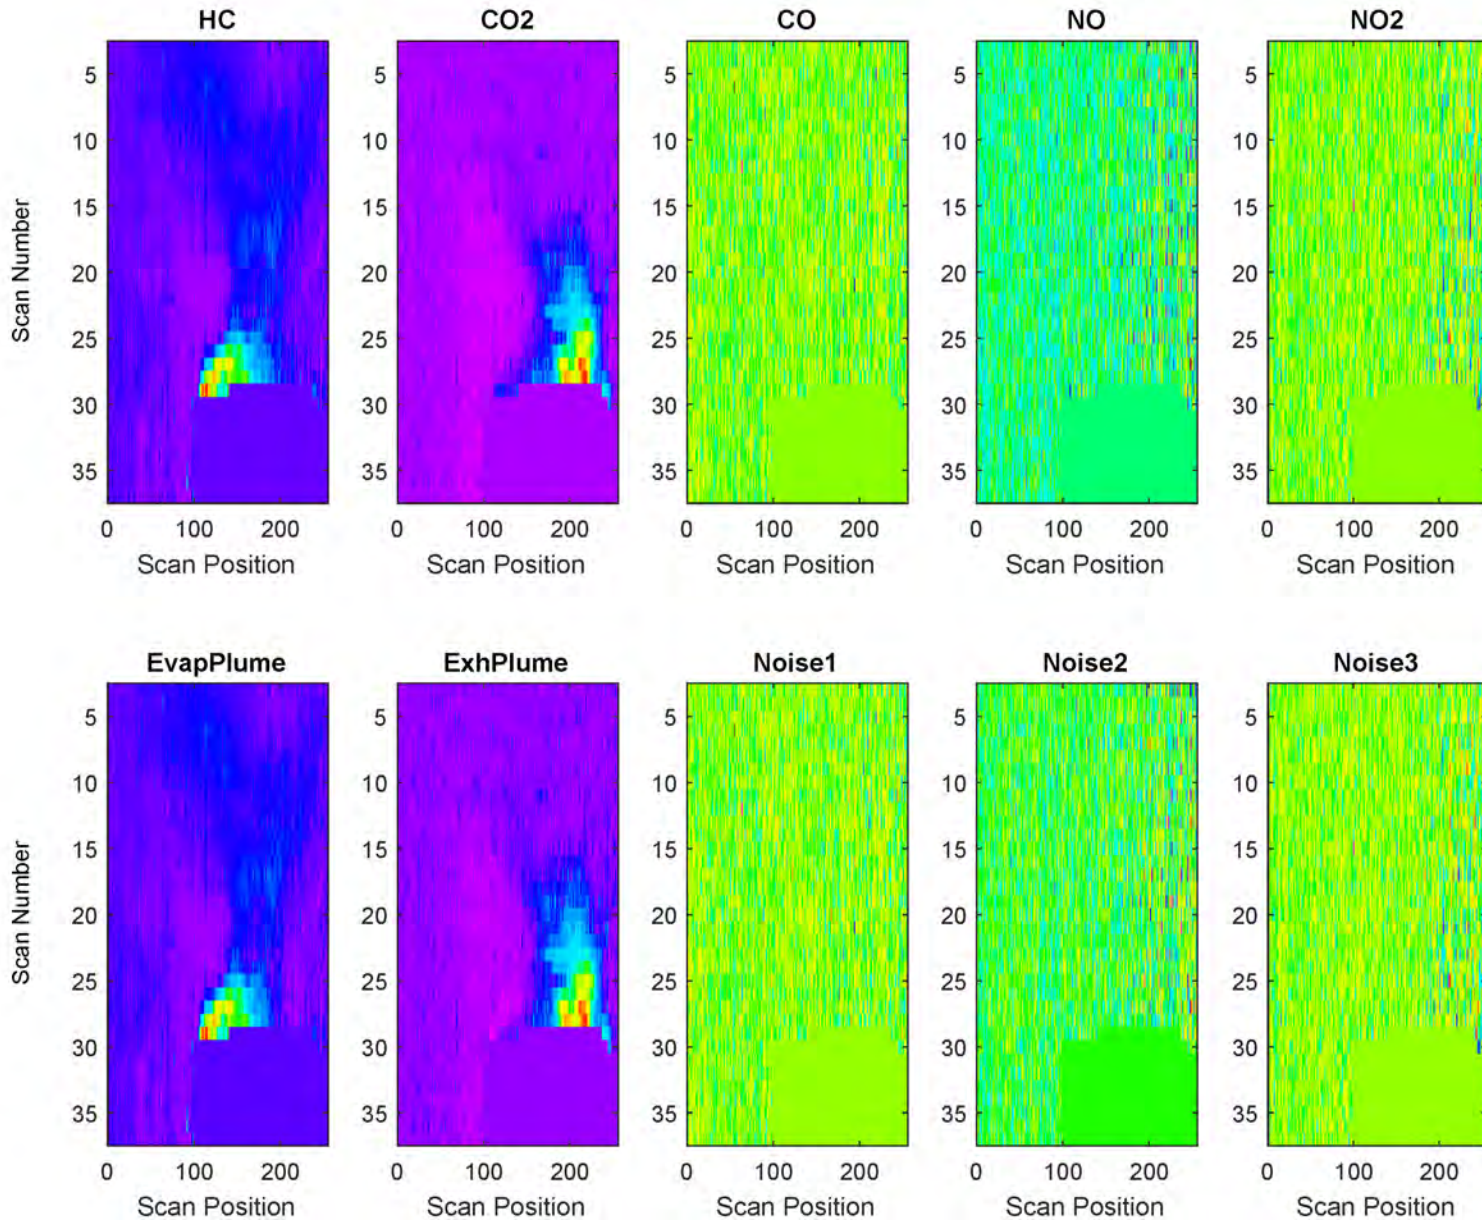 HC CO2 CO NO NO2
Scan Number
5 5 5 5 5
10 10 10 10 10
15 15 15 15 15
20 20 20 20 20
25 25 25 25 25
30 30 30 30 30
35 35 35 35 35
0 100 200 0 100 200 0 100 200 0 100 200 0 100 200
Scan Position Scan Position Scan Position Scan Position Scan Position
EvapPlume ExhPlume Noise1 Noise2 Noise3
Scan Number
5 5 5 5 5
10 10 10 10 10
15 15 15 15 15
20 20 20 20 20
25 25 25 25 25
30 30 30 30 30
35 35 35 35 35
0 100 200 0 100 200 0 100 200 0 100 200 0 100 200
Scan Position Scan Position Scan Position Scan Position Scan Position